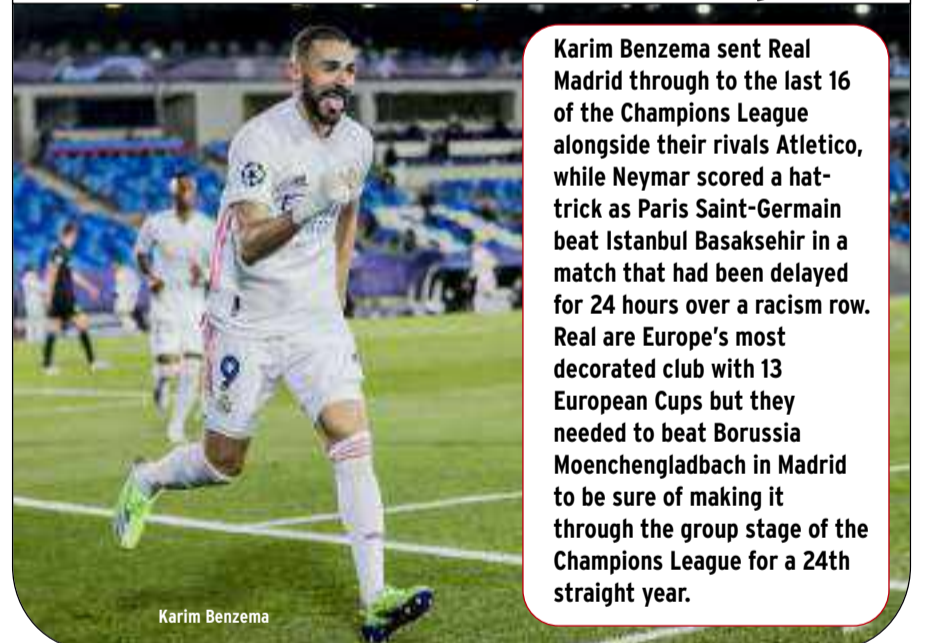 Karim Benzema sent Real
Madrid through to the last 16
of the Champions League
alongside their rivals Atletico,
while Neymar scored a hat-
trick as Paris Saint-Germain
beat Istanbul Basaksehir in a
match that had been delayed
for 24 hours over a racism row.
Real are Europe's most
decorated club with 13
European Cups but they
needed to beat Borussia
Moenchengladbach in Madrid
to be sure of making it
through the group stage of the
Champions League for a 24th
straight year.
9
Karim Benzema